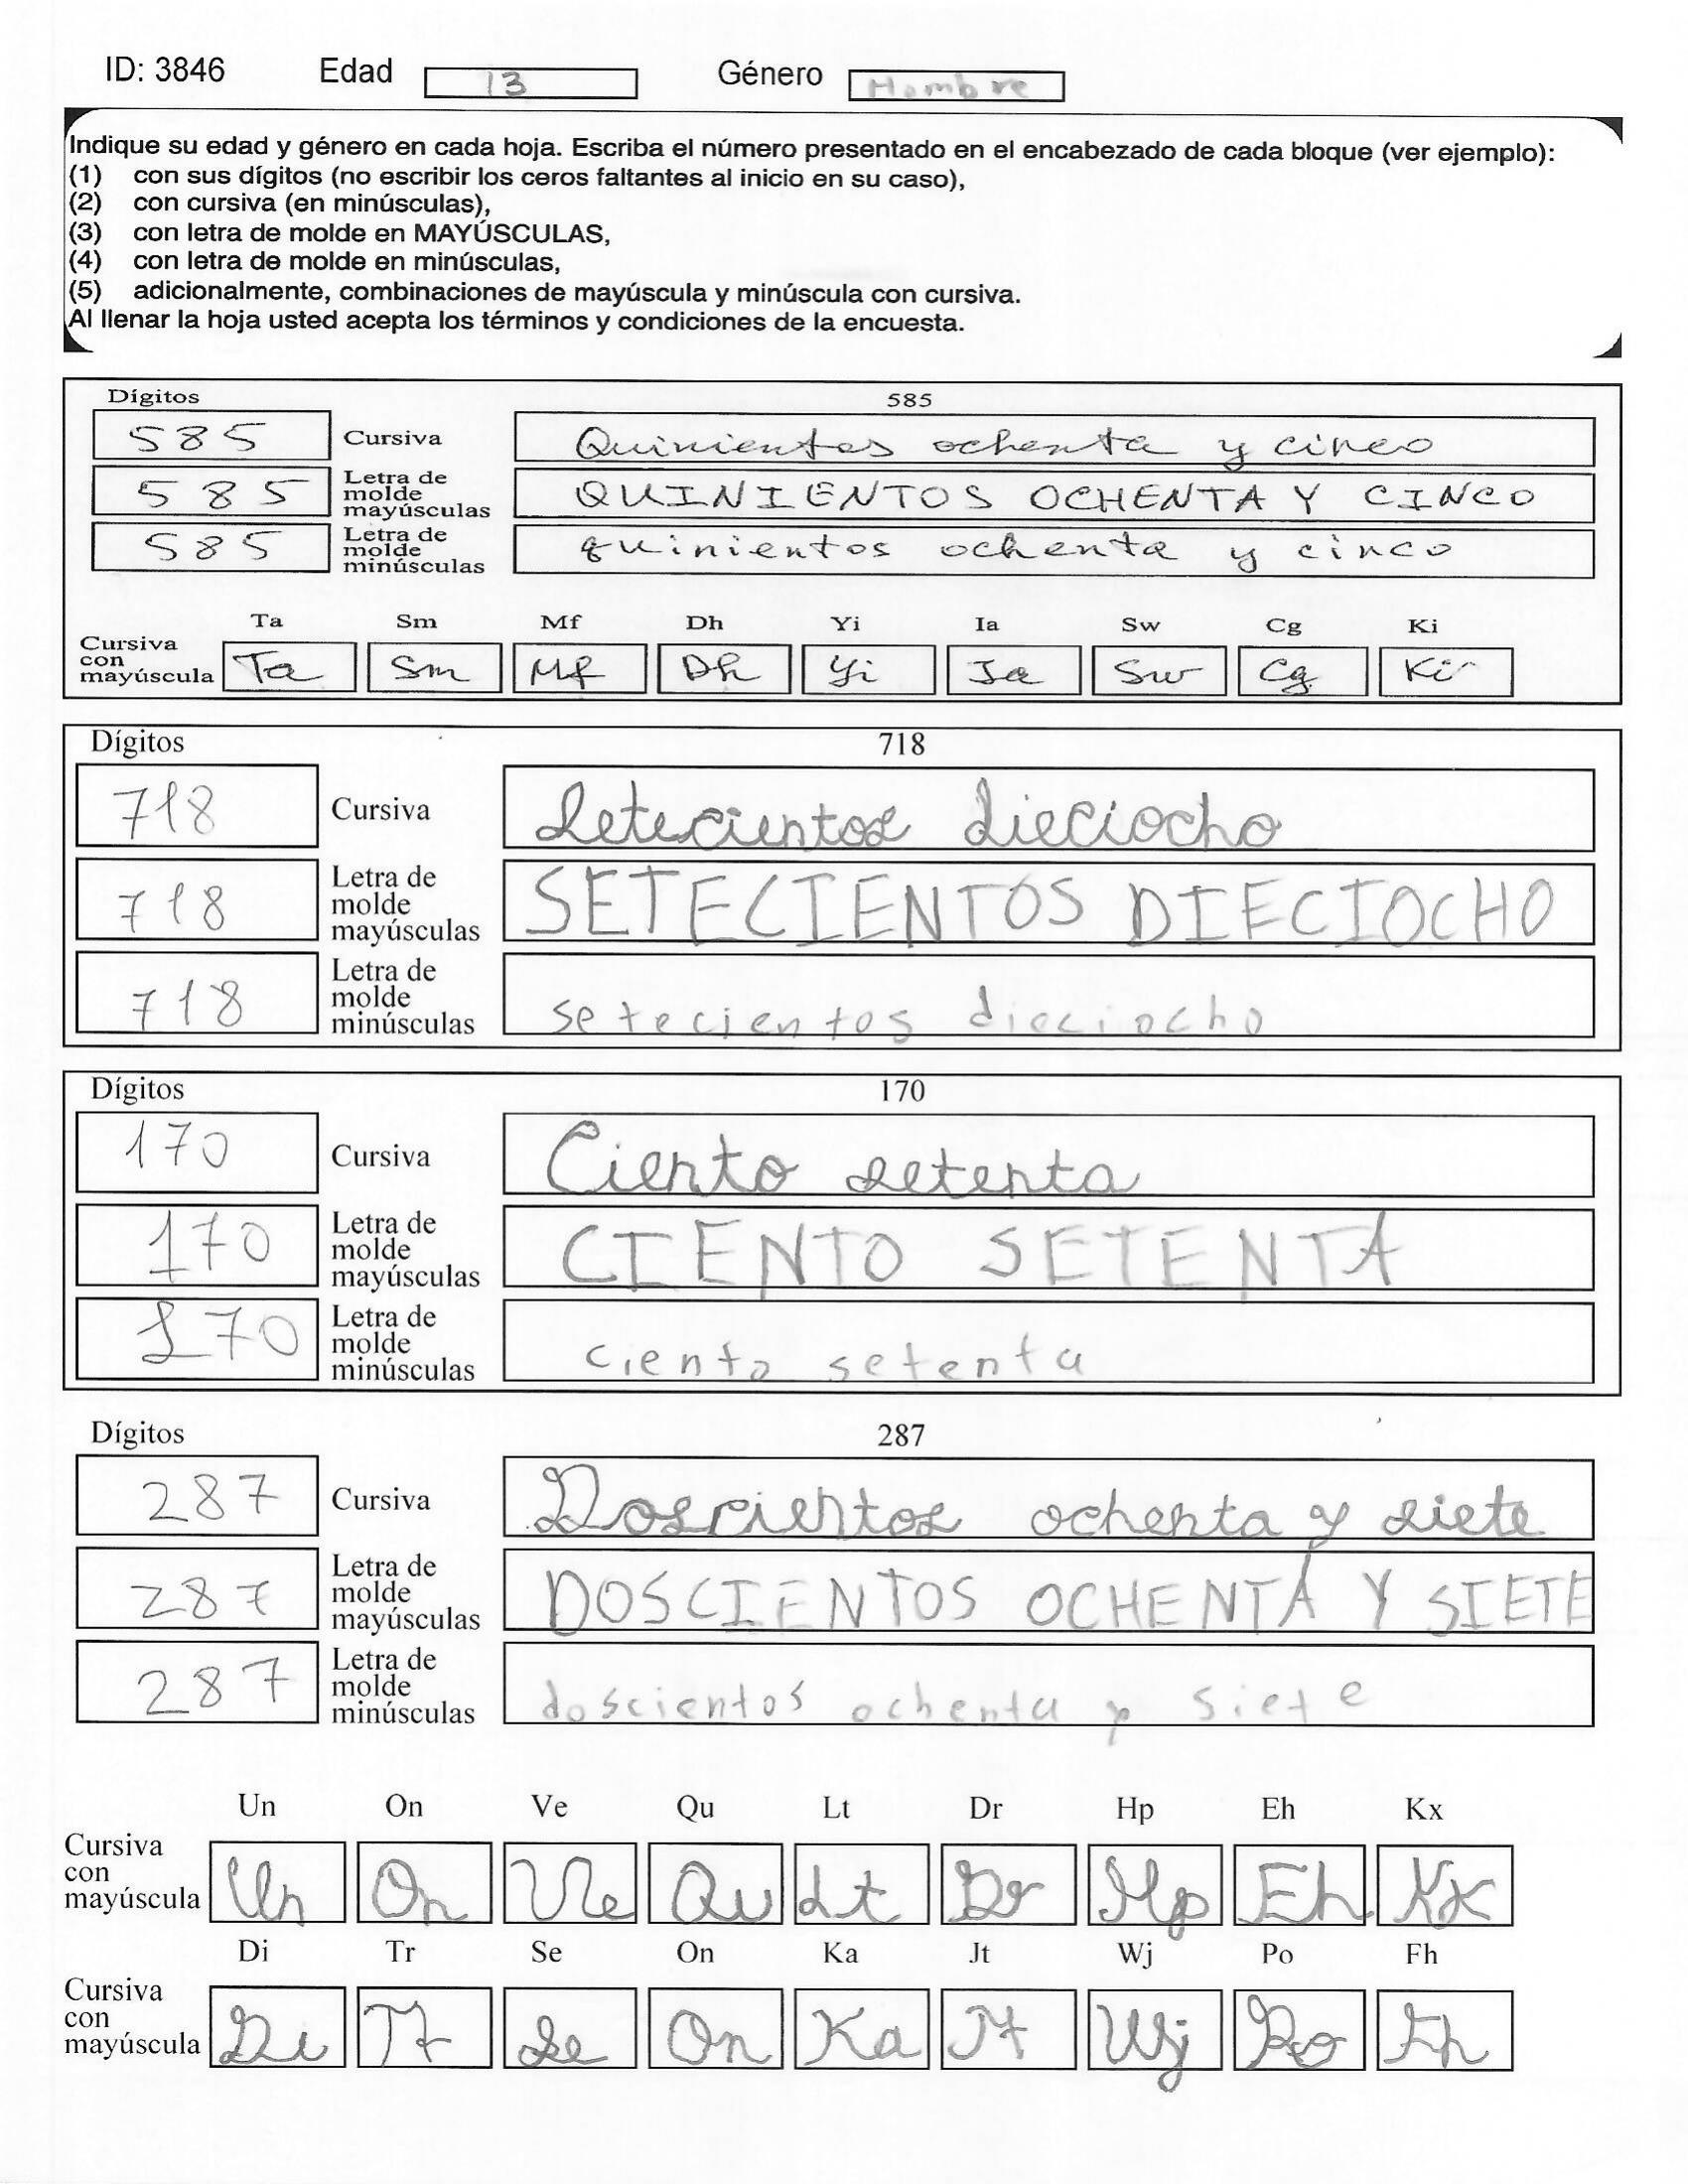 ID: 3846 Edad 13 Género Hombre
Indique su edad y género en cada hoja. Escriba el número presentado en el encabezado de cada bloque (ver ejemplo):
(1) con sus dígitos (no escribir los ceros faltantes al inicio en su caso),
(2) con cursiva (en minúsculas),
(3) con letra de molde en MAYÚSCULAS,
(4) con letra de molde en minúsculas,
(5) adicionalmente, combinaciones de mayúscula y minúscula con cursiva.
Al llenar la hoja usted acepta los términos y condiciones de la encuesta.
Dígitos 585
585 Cursiva Quinientos ochenta y cinco
585 Letra de molde mayúsculas QUINIENTOS OCHENTA Y CINCO
585 Letra de molde minúsculas quinientos ochenta y cinco
Ta Sm Mf Dh Yi Ia Sw Cg Ki
Cursiva con mayúscula Ta Sm Mf Dh Yi Ia Sw Cg Ki
Dígitos 718
718 Cursiva Setecientos dieciocho
718 Letra de molde mayúsculas SETECIENTOS DIECIOCHO
718 Letra de molde minúsculas setecientos dieciocho
Dígitos 170
170 Cursiva Ciento setenta
170 Letra de molde mayúsculas CIENTO SETENTA
170 Letra de molde minúsculas ciento setenta
Dígitos 287
287 Cursiva Doscientos ochenta y siete
287 Letra de molde mayúsculas DOSCIENTOS OCHENTA Y SIETE
287 Letra de molde minúsculas doscientos ochenta y siete
Un On Ve Qu Lt Dr Hp Eh Kx
Cursiva con mayúscula Un On Ve Qu Lt Dr Hp Eh Kx
Di Tr Se On Ka Jt Wj Po Fh
Cursiva con mayúscula Di Tr Se On Ka Jt Wj Po Fh